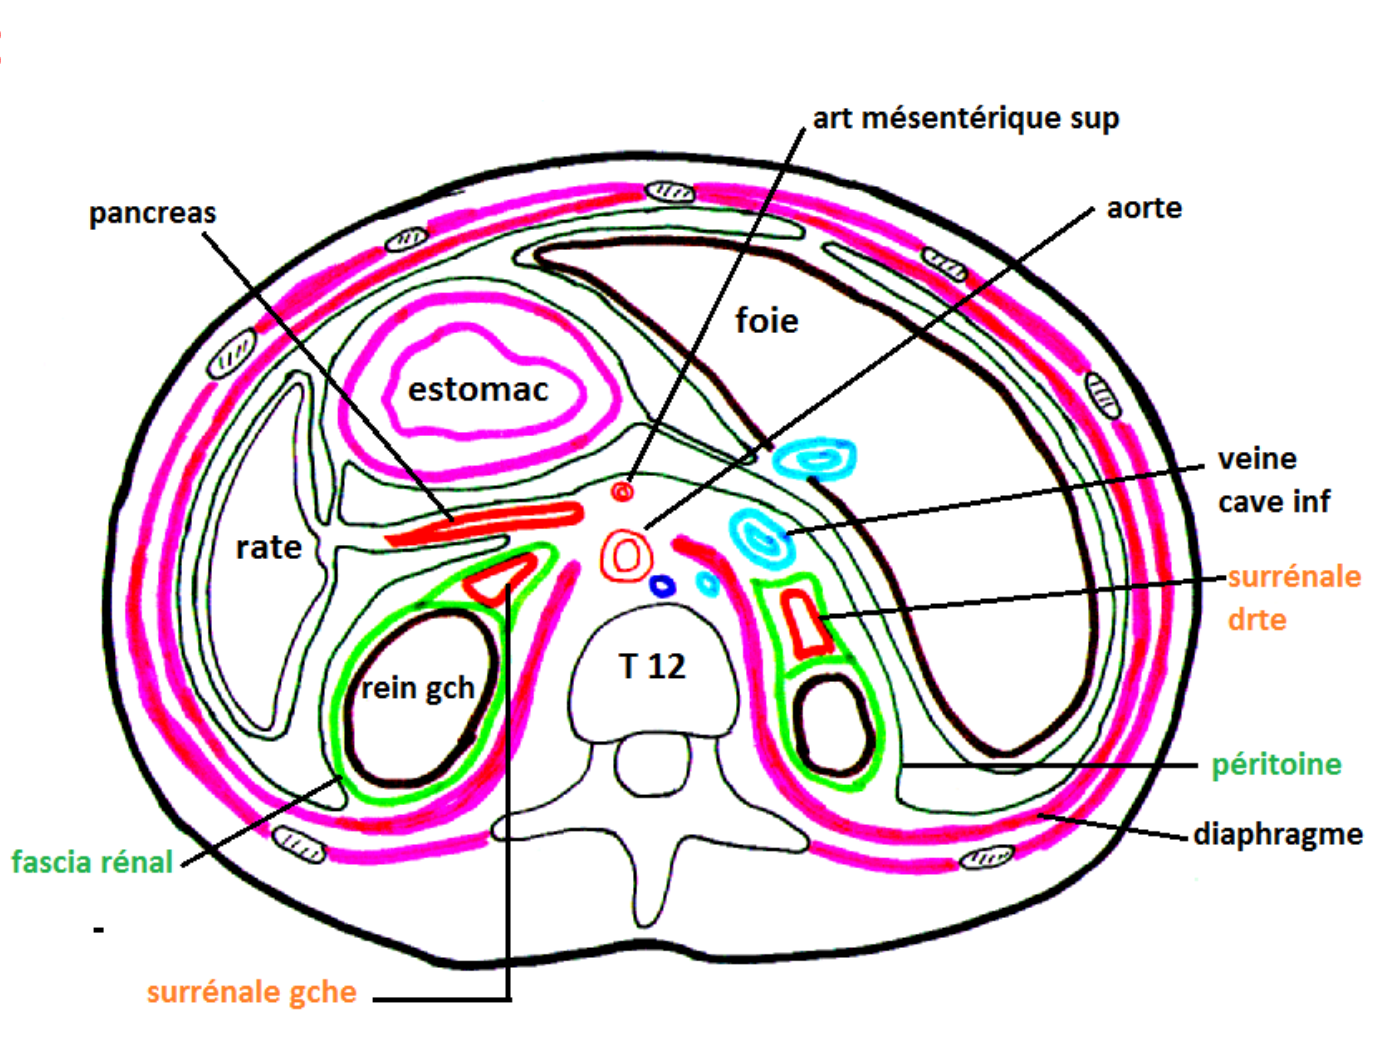 art mésentérique sup
pancreas
aorte
foie
estomac
veine
cave inf
rate
surrénale
drte
T 12
rein gch
péritoine
diaphragme
fascia rénal
surrénale gche